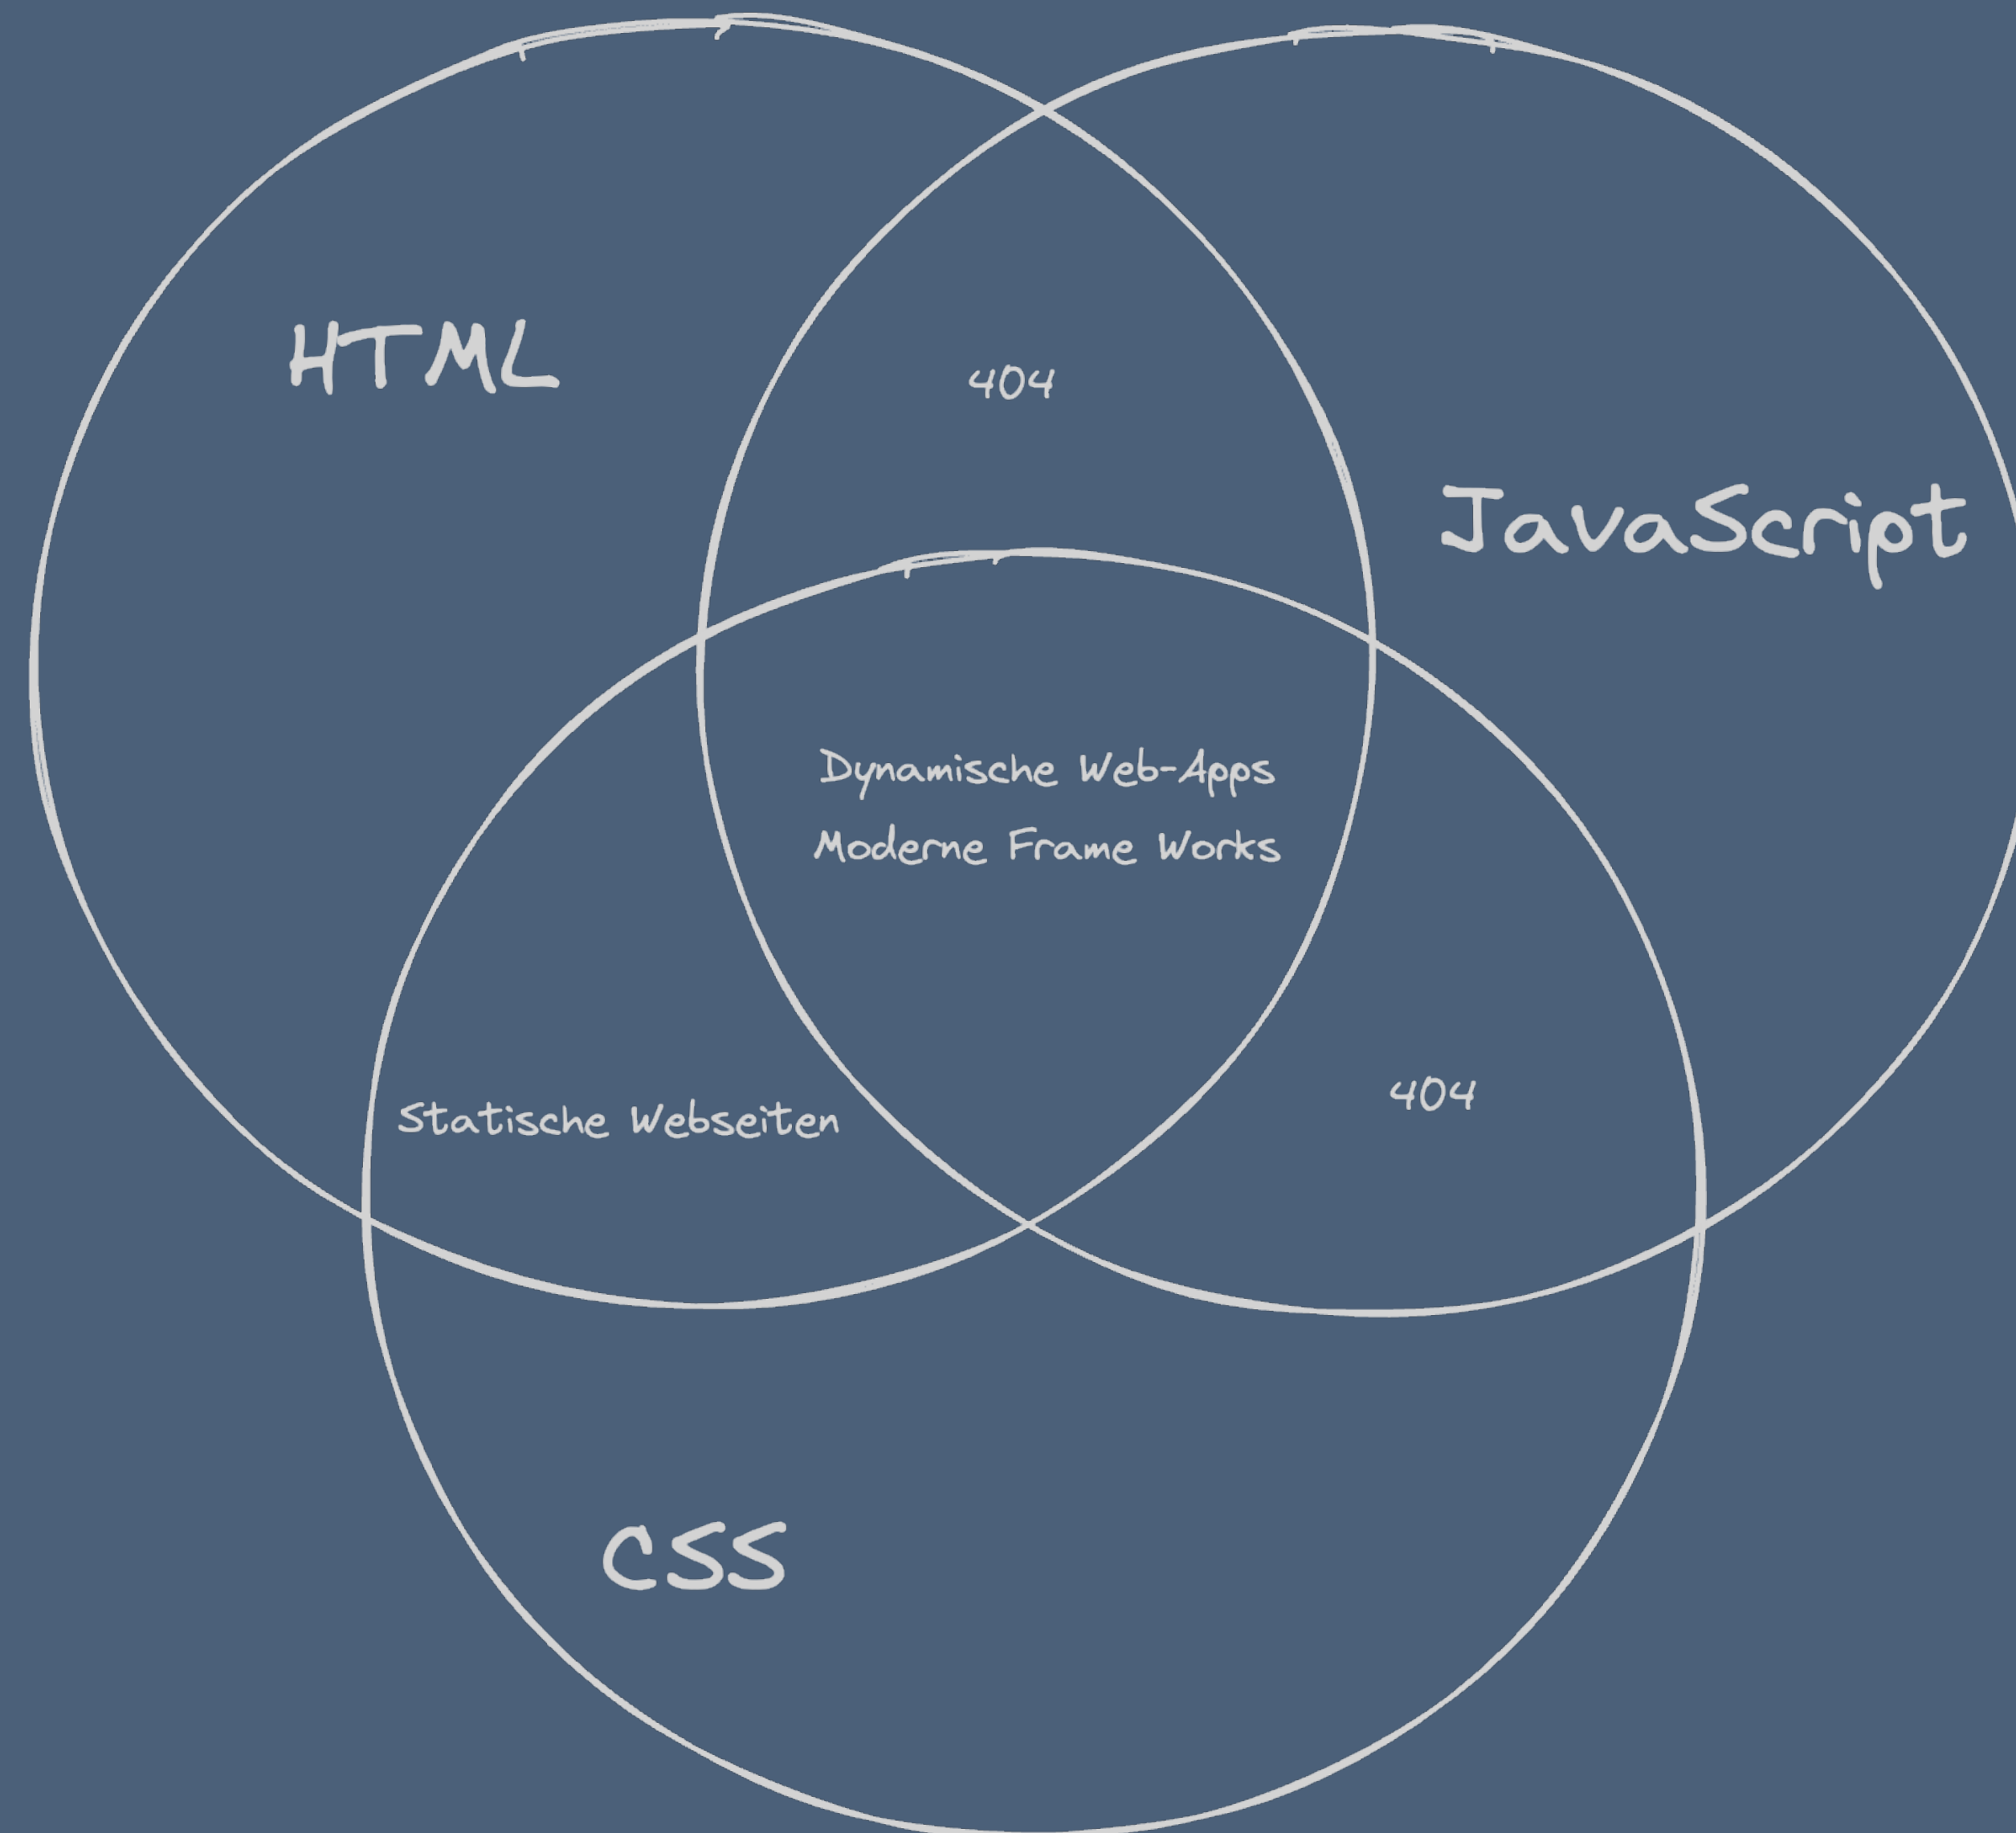 HTML
404
JavaScript
Dynamische Web-Apps
Moderne Frame Works
404
Statische Webseiten
CSS